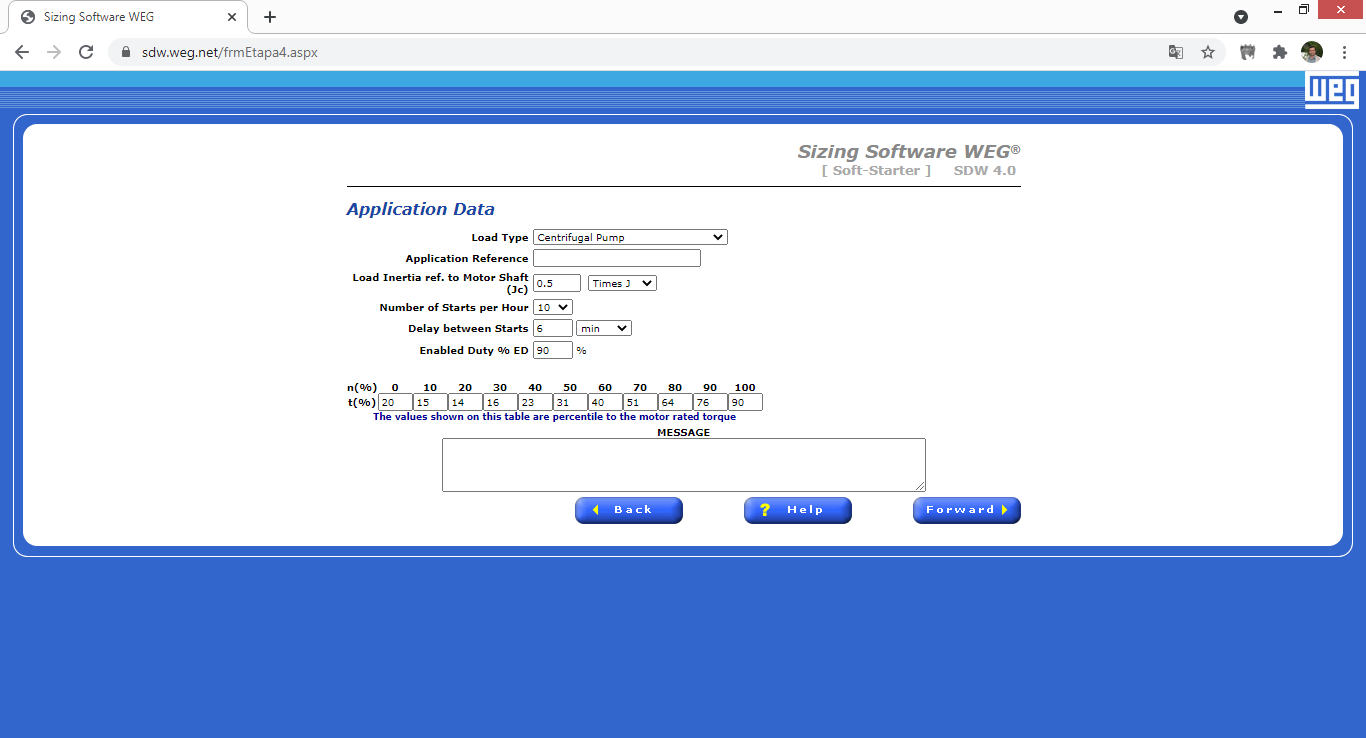 Sizing Software WEG
sdw.weg.net/frmEtapa4.aspx
weg
Sizing Software WEG®
[ Soft-Starter ] SDW 4.0
Application Data
Load Type Centrifugal Pump
Application Reference
Load Inertia ref. to Motor Shaft
(Jc) 0.5 Times J
Number of Starts per Hour 10
Delay between Starts 6 min
Enabled Duty % ED 90 %
n(%) 0 10 20 30 40 50 60 70 80 90 100
t(%) 20 15 14 16 23 31 40 51 64 76 90
The values shown on this table are percentile to the motor rated torque
MESSAGE
Back
? Help
Forward